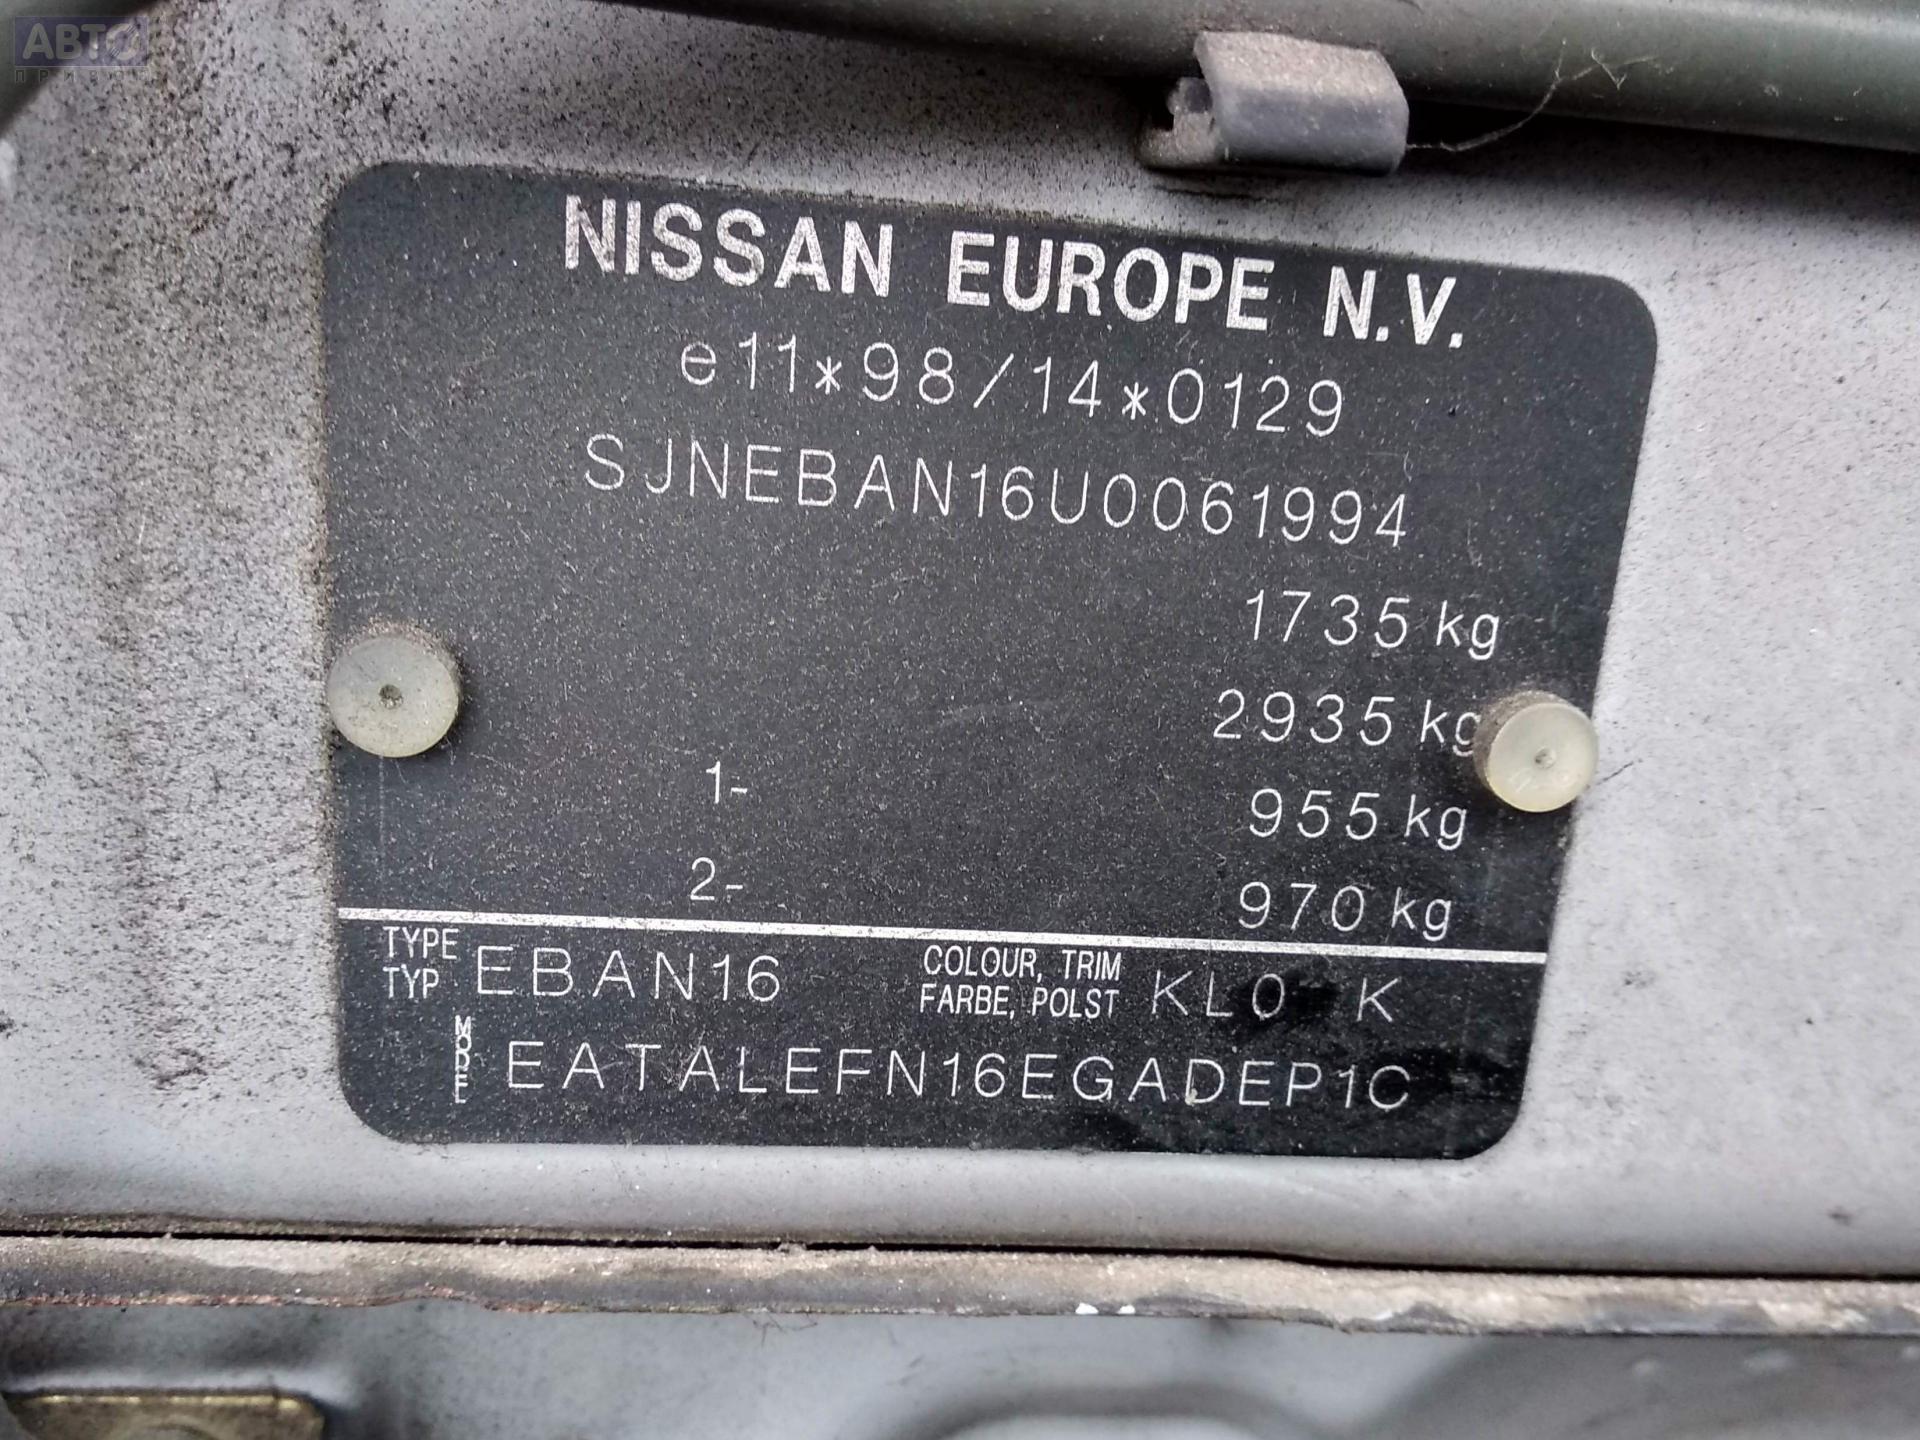 АВТО
ПРИВОЗ
NISSAN EUROPE N.V.
e11*98/14*0129
SJNEBAN16U0061994
1735 kg
2935 kg
1- 955 kg
2- 970 kg
TYPE TYP EBAN16 COLOUR, TRIM FARBE, POLST KL0 K
MODEL EATALEFN16EGADEP1C